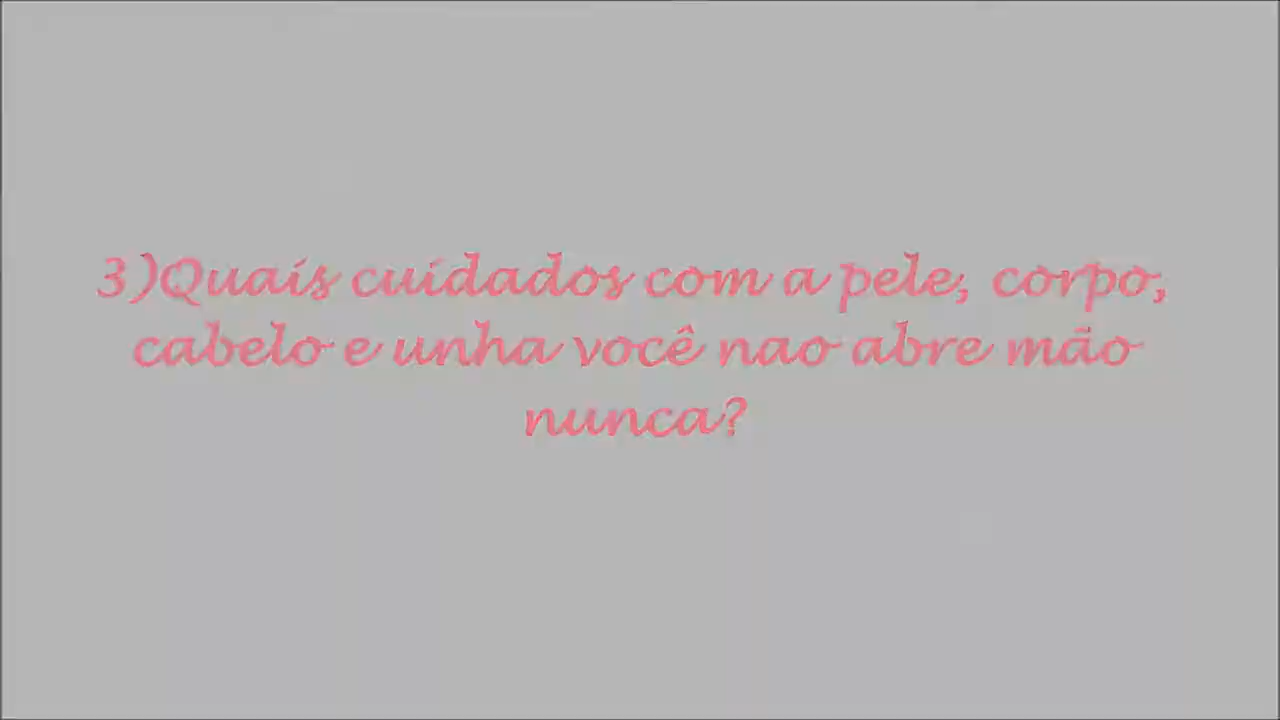 3)Quais cuidados com a pele, corpo,
cabelo e unha você nao abre mão
nunca?